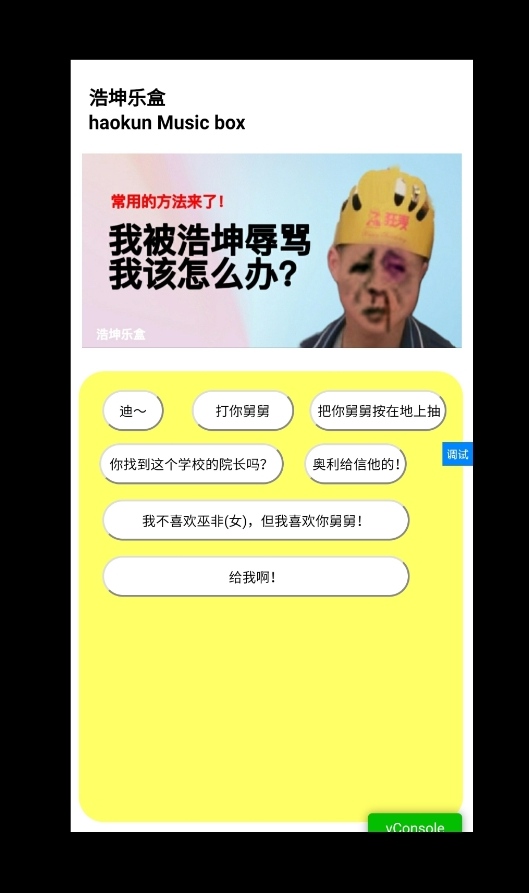 浩坤乐盒
haokun Music box
常用的方法来了!
我被浩坤辱骂
我该怎么办?
狂灵
浩坤乐盒
迪～
打你舅舅
把你舅舅按在地上抽
你找到这个学校的院长吗?
奥利给信他的!
调试
我不喜欢巫非(女)，但我喜欢你舅舅!
给我啊!
vConsole